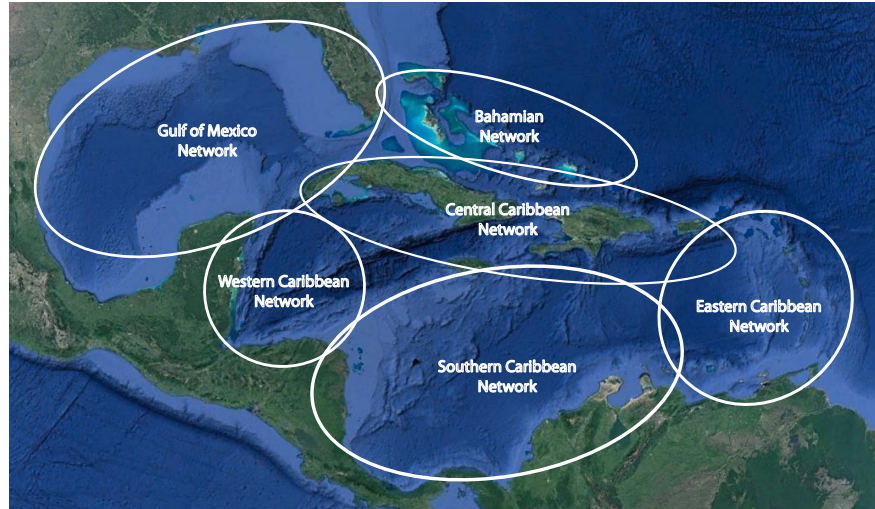 Gulf of Mexico
Network
Bahamian
Network
Central Caribbean
Network
Western Caribbean
Network
Eastern Caribbean
Network
Southern Caribbean
Network